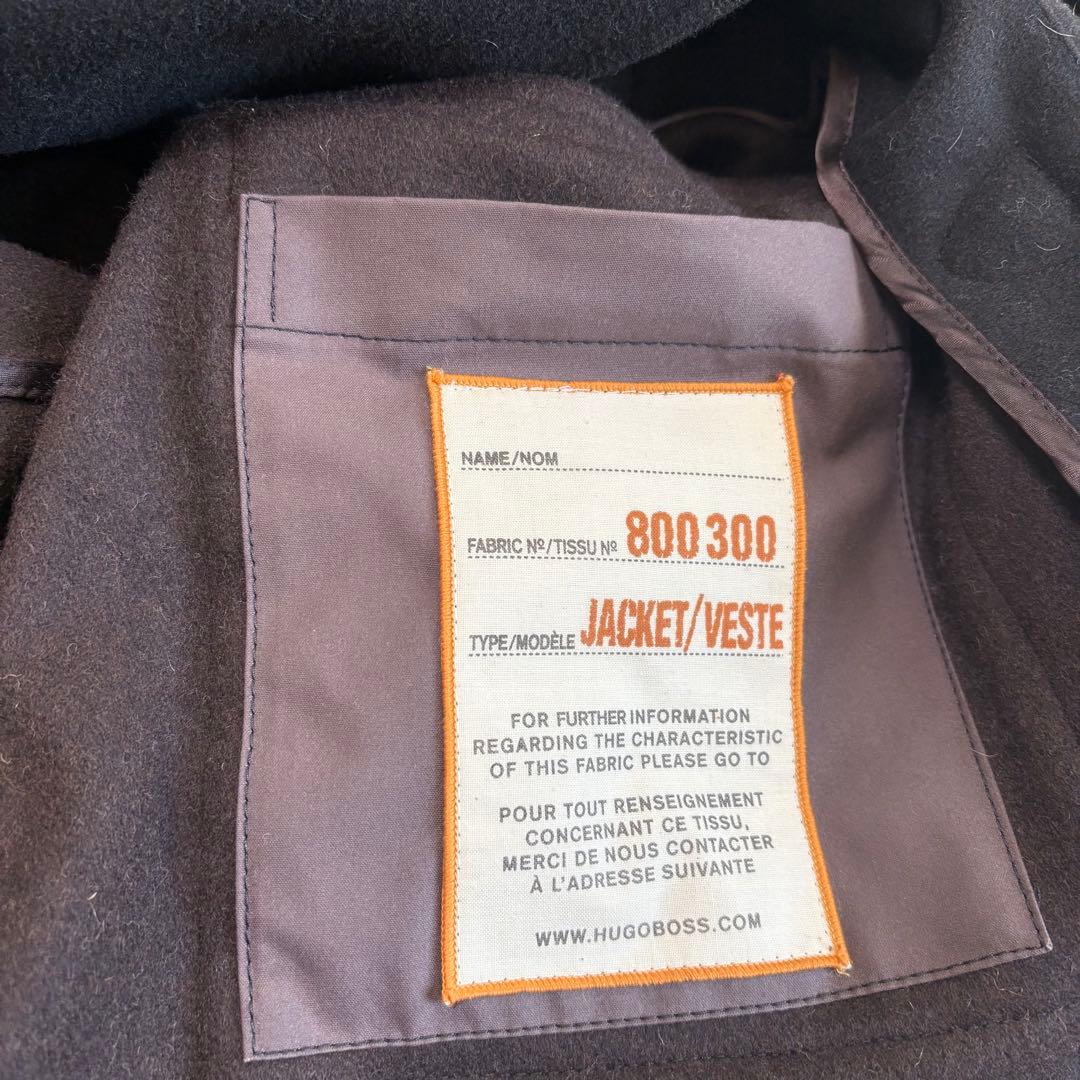 NAME/NOM
FABRIC Nº/TISSU Nº 800 300
TYPE/MODÈLE JACKET/VESTE
FOR FURTHER INFORMATION
REGARDING THE CHARACTERISTIC
OF THIS FABRIC PLEASE GO TO
POUR TOUT RENSEIGNEMENT
CONCERNANT CE TISSU,
MERCI DE NOUS CONTACTER
À L'ADRESSE SUIVANTE
WWW.HUGOBOSS.COM